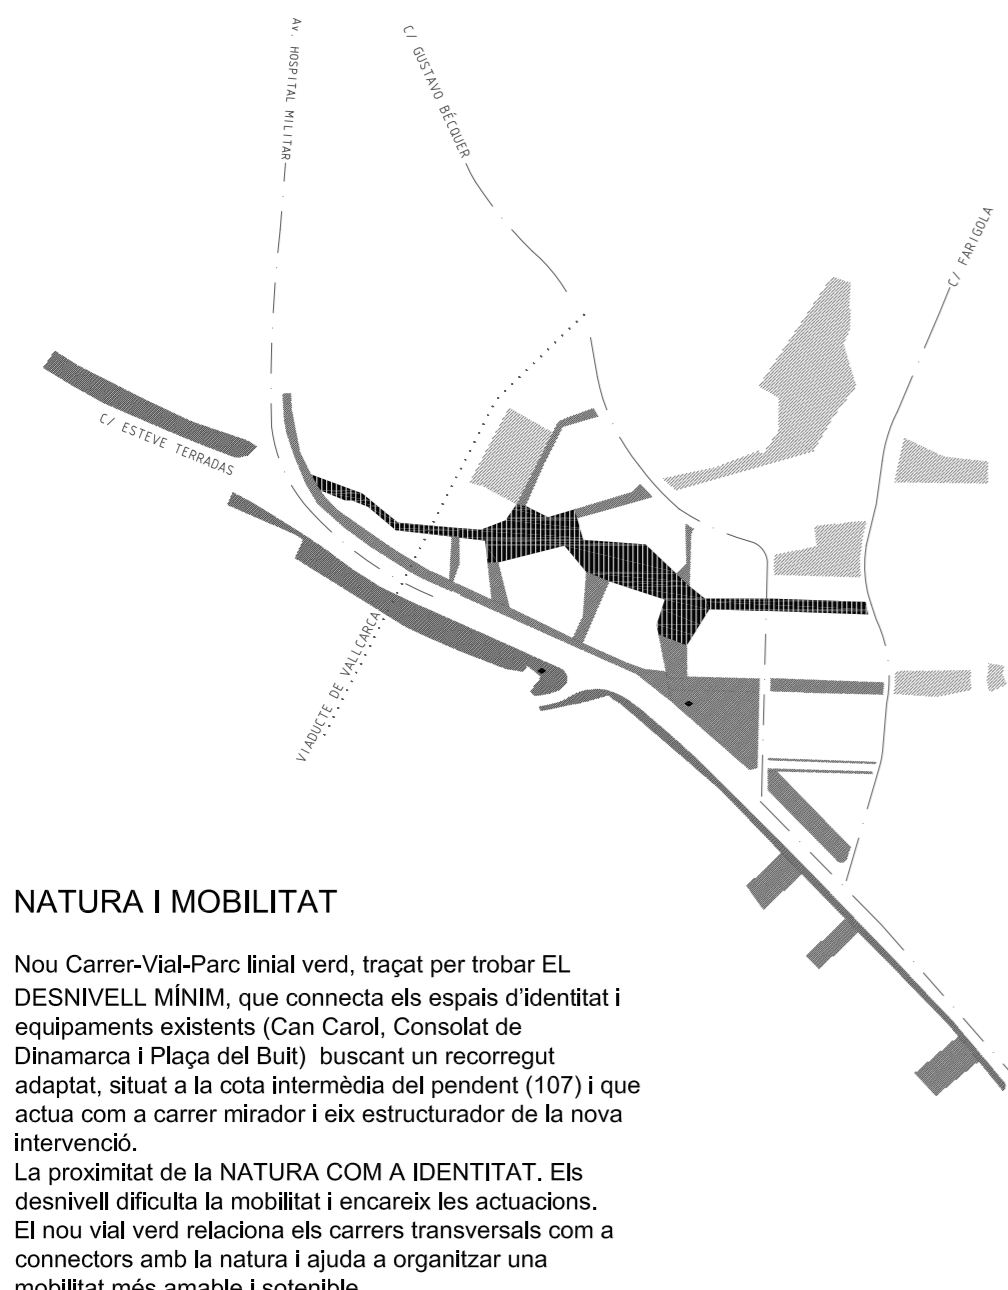 Av. HOSPITAL MILITAR
C/ GUSTAVO BÉCQUER
C/ FARIGOLA
C/ ESTEVE TERRADAS
VIADUCTE DE VALLCARCA
NATURA I MOBILITAT
Nou Carrer-Vial-Parc linial verd, traçat per trobar EL
DESNIVELL MÍNIM, que connecta els espais d’identitat i
equipaments existents (Can Carol, Consolat de
Dinamarca i Plaça del Buit) buscant un recorregut
adaptat, situat a la cota intermèdia del pendent (107) i que
actua com a carrer mirador i eix estructurador de la nova
intervenció.
La proximitat de la NATURA COM A IDENTITAT. Els
desnivell dificulta la mobilitat i encareix les actuacions.
El nou vial verd relaciona els carrers transversals com a
connectors amb la natura i ajuda a organitzar una
mobilitat més amable i sotenible